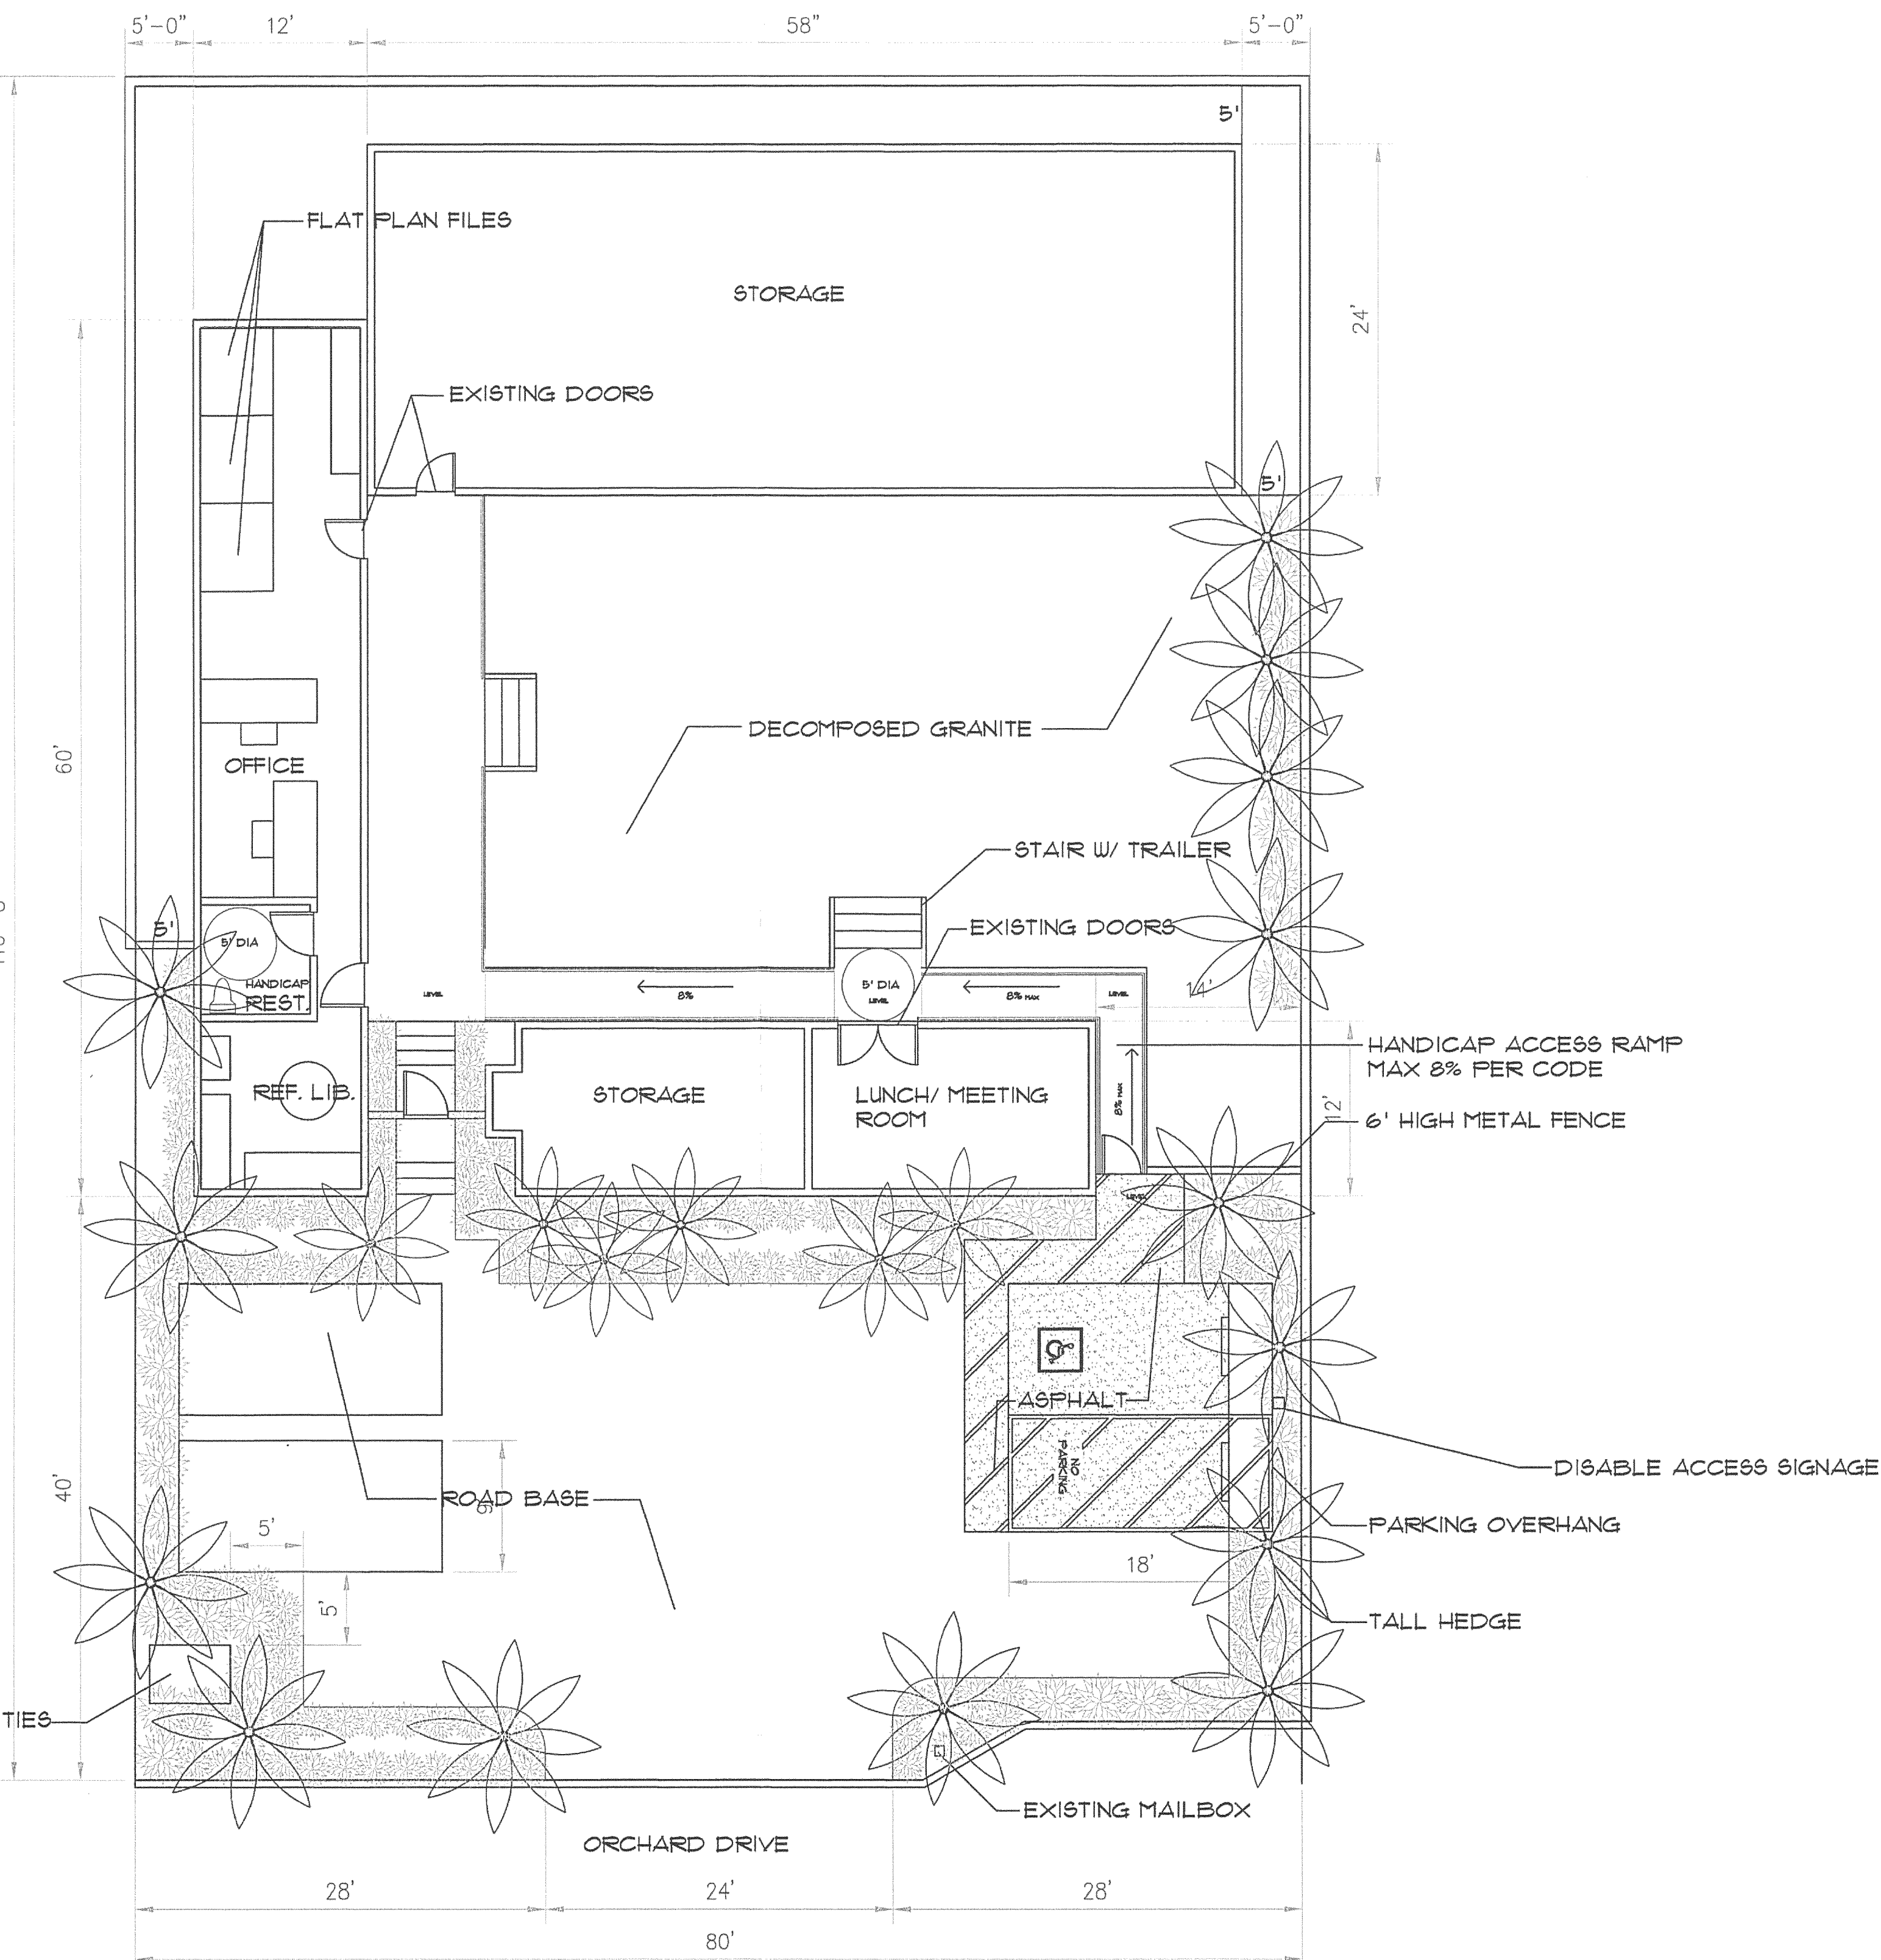 5'-0"
12'
58"
5'-0"
5'
FLAT PLAN FILES
STORAGE
24'
EXISTING DOORS
5'
60'
DECOMPOSED GRANITE
OFFICE
STAIR W/ TRAILER
EXISTING DOORS
5'
5' DIA
HANDICAP
REST.
LEVEL
8%
5' DIA
LEVEL
8% MAX
LEVEL
14'
HANDICAP ACCESS RAMP
MAX 8% PER CODE
REF. LIB.
STORAGE
LUNCH/ MEETING
ROOM
8% MAX
12'
6' HIGH METAL FENCE
LEVEL
ASPHALT
NO
PARKING
DISABLE ACCESS SIGNAGE
40'
ROAD BASE
9'
PARKING OVERHANG
5'
18'
5'
TALL HEDGE
TIES
EXISTING MAILBOX
ORCHARD DRIVE
28'
24'
28'
80'